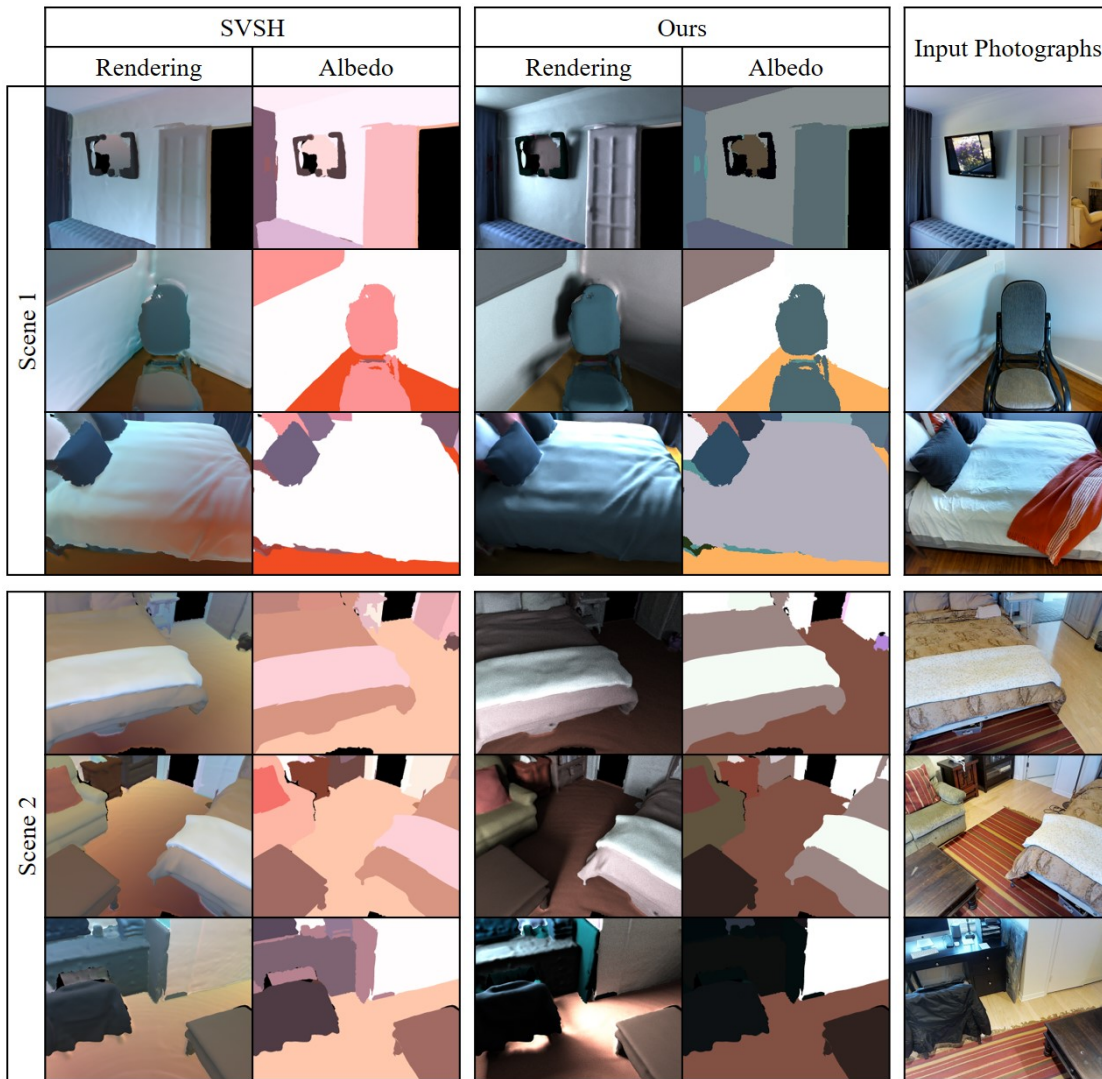 SVSH
Ours
Input Photographs
Rendering
Albedo
Rendering
Albedo
Scene 1
Scene 2